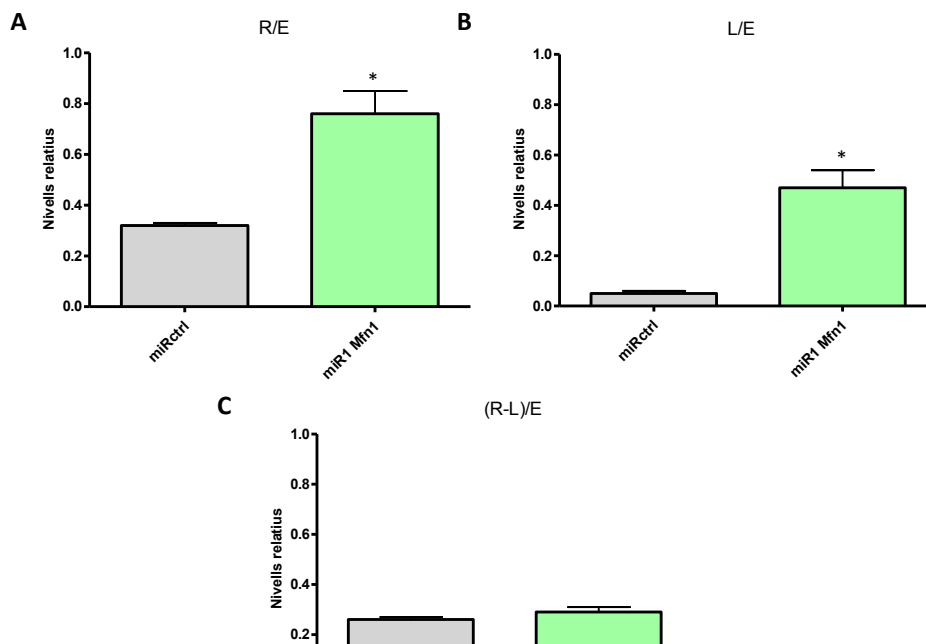 A
R/E
1.0
0.8
0.6
0.4
0.2
0.0
Nivells relatius
*
miRctrl
miR1 Mfn1
B
L/E
1.0
0.8
0.6
0.4
0.2
0.0
Nivells relatius
*
miRctrl
miR1 Mfn1
C
(R-L)/E
1.0
0.8
0.6
0.4
0.2
Nivells relatius